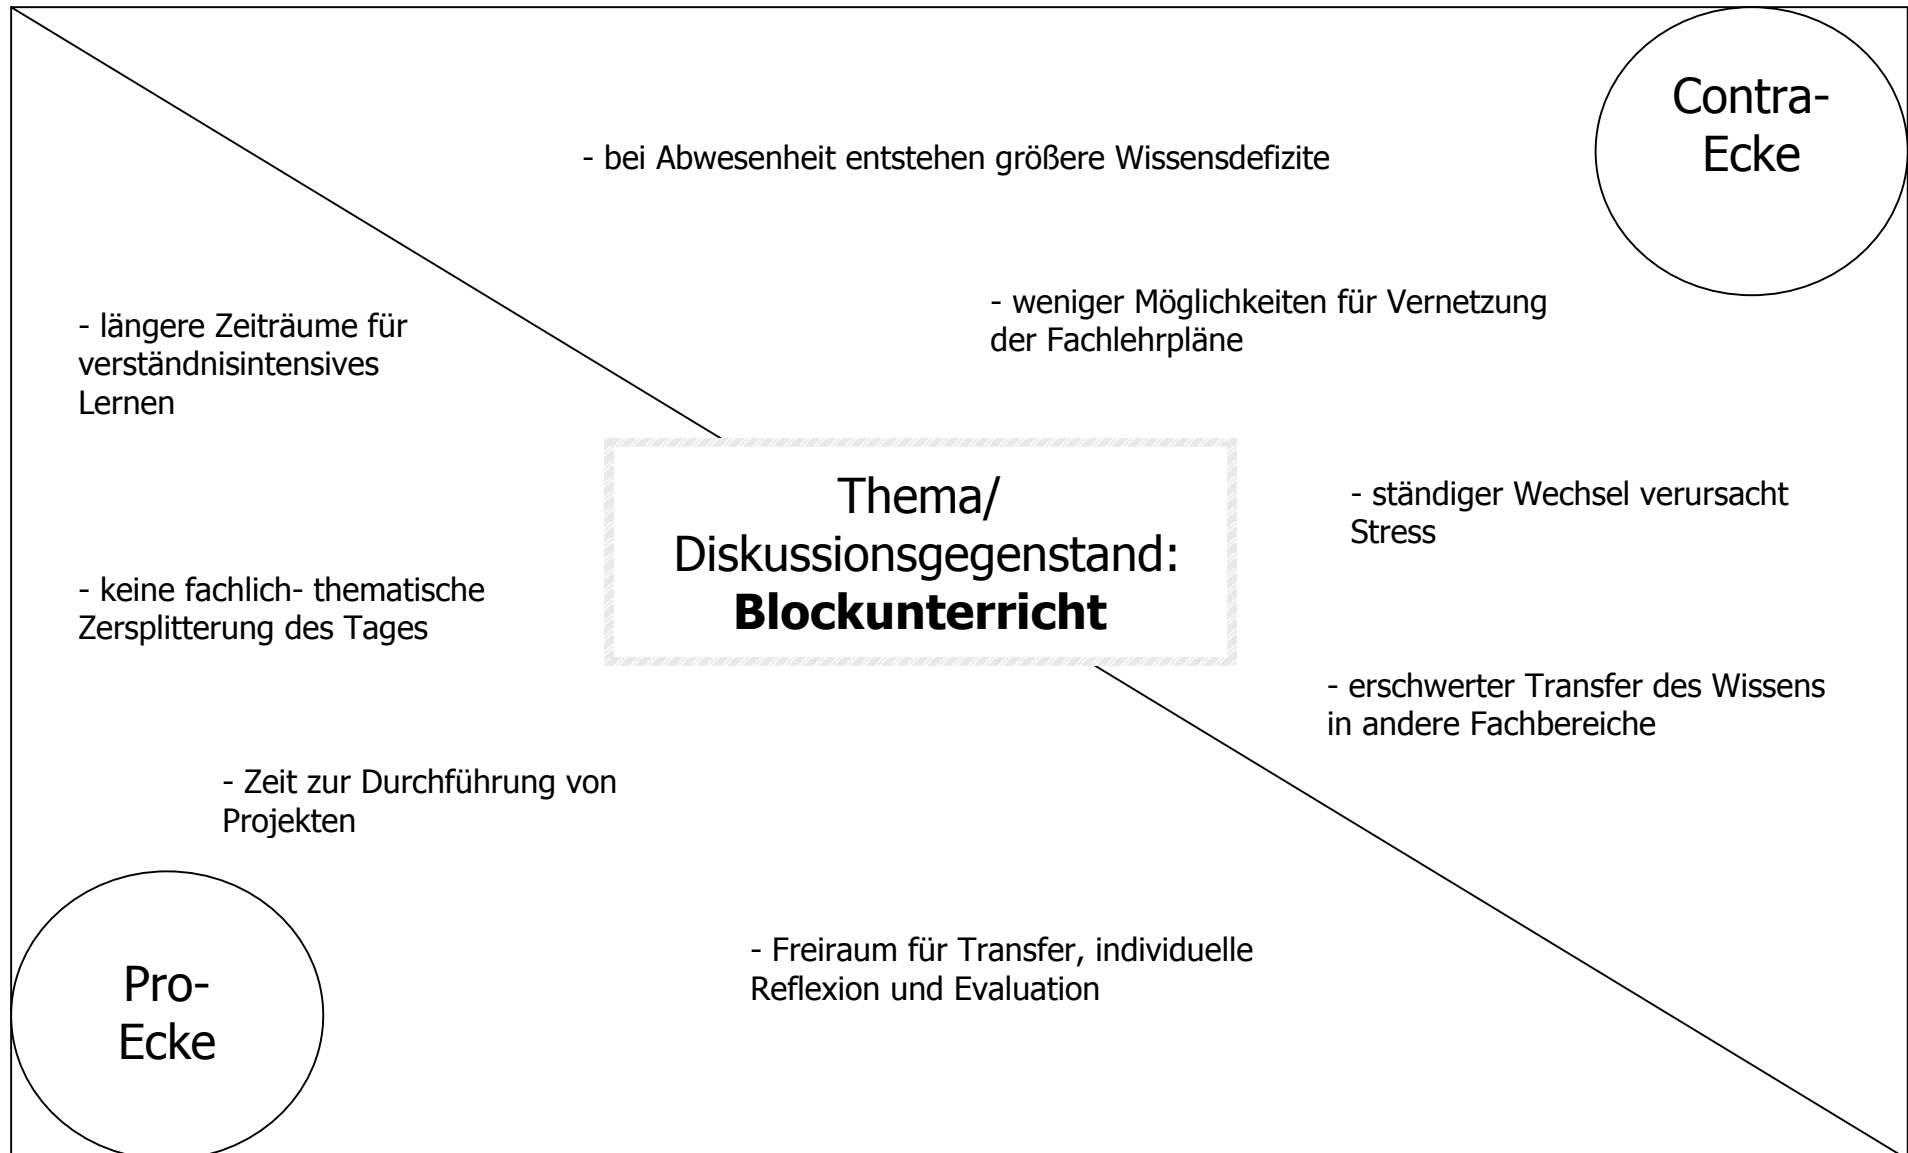 Contra-
Ecke
- bei Abwesenheit entstehen größere Wissensdefizite
- weniger Möglichkeiten für Vernetzung
der Fachlehrpläne
- längere Zeiträume für
verständnisintensives
Lernen
Thema/
Diskussionsgegenstand:
Blockunterricht
- ständiger Wechsel verursacht
Stress
- keine fachlich- thematische
Zersplitterung des Tages
- erschwerter Transfer des Wissens
in andere Fachbereiche
- Zeit zur Durchführung von
Projekten
- Freiraum für Transfer, individuelle
Reflexion und Evaluation
Pro-
Ecke